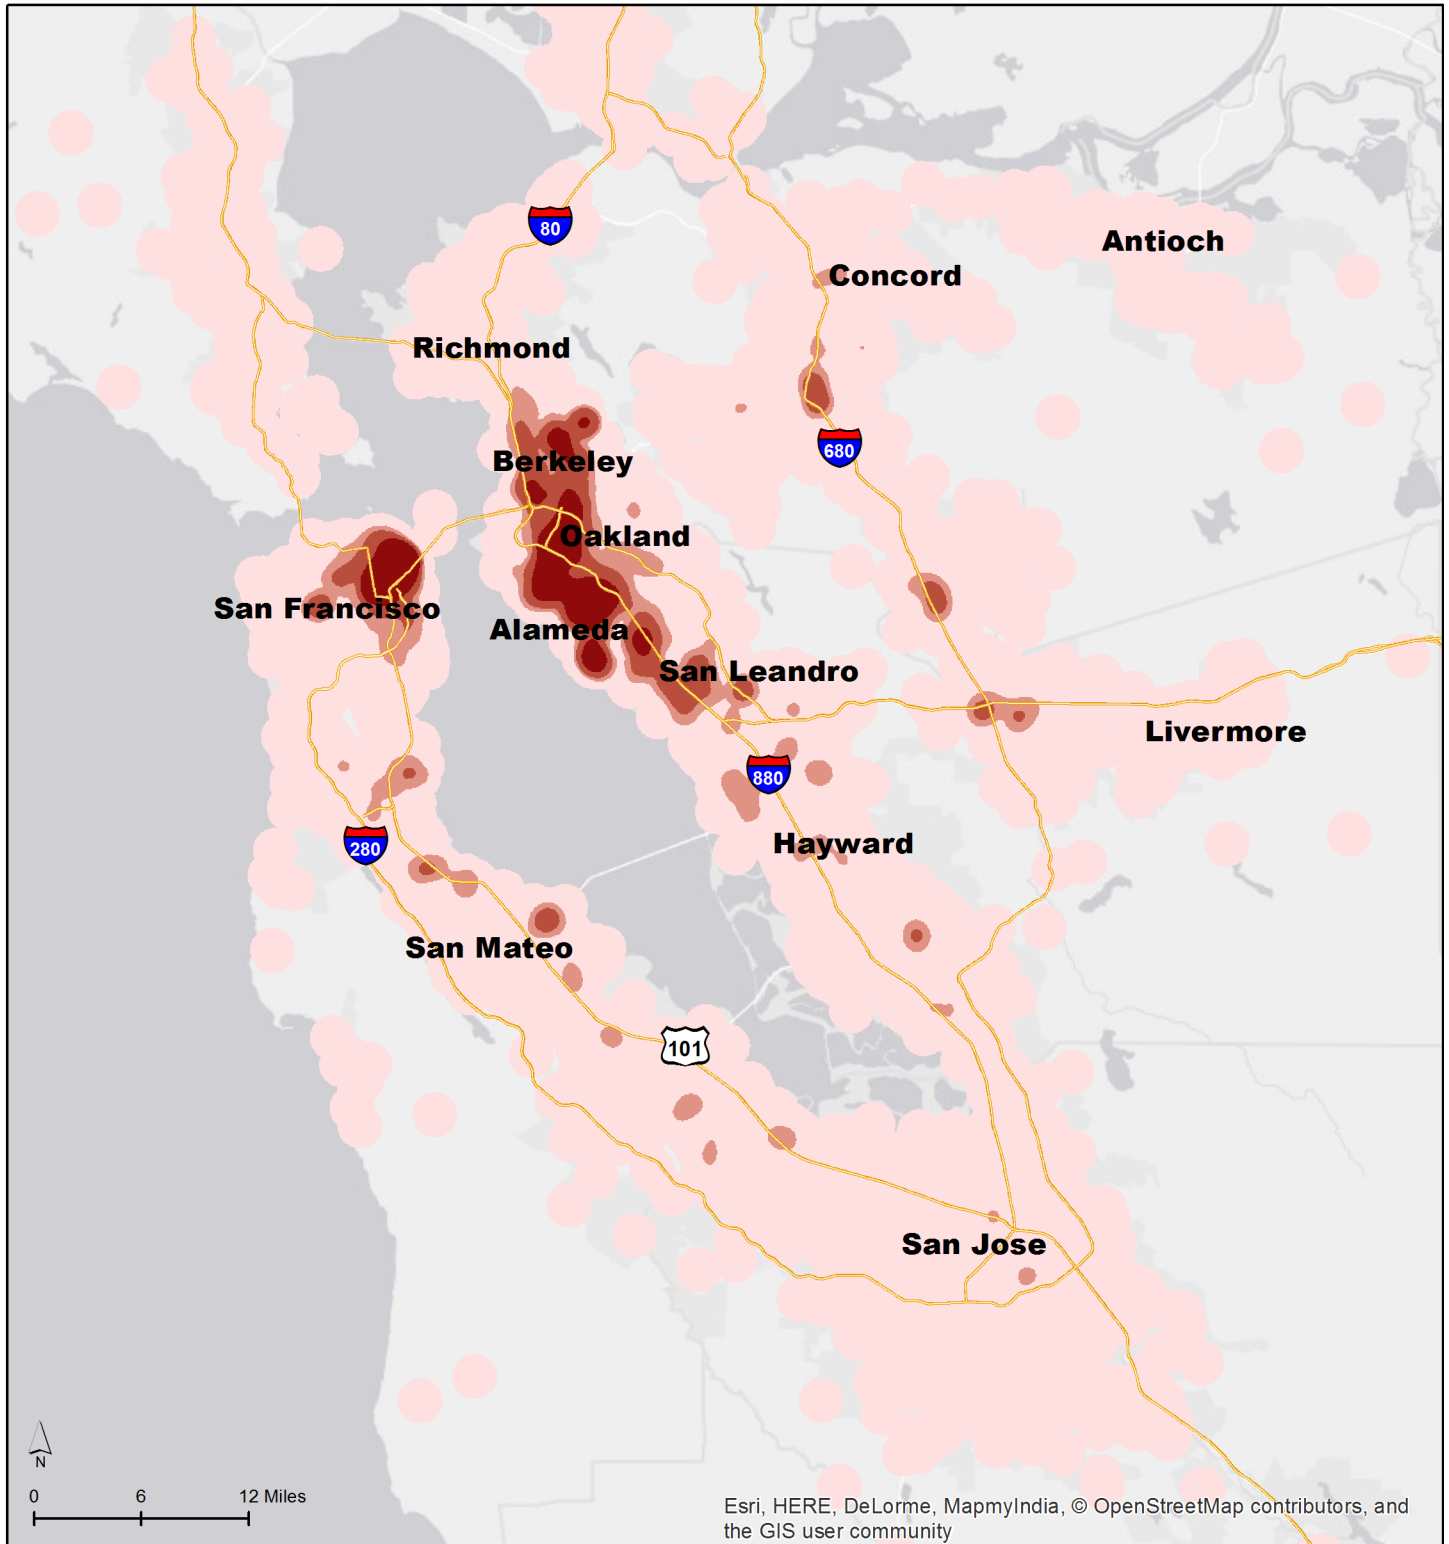 80
Antioch
Concord
Richmond
680
Berkeley
Oakland
San Francisco
Alameda
San Leandro
Livermore
880
Hayward
280
San Mateo
101
San Jose
N
0 6 12 Miles
Esri, HERE, DeLorme, MapmyIndia, © OpenStreetMap contributors, and
the GIS user community